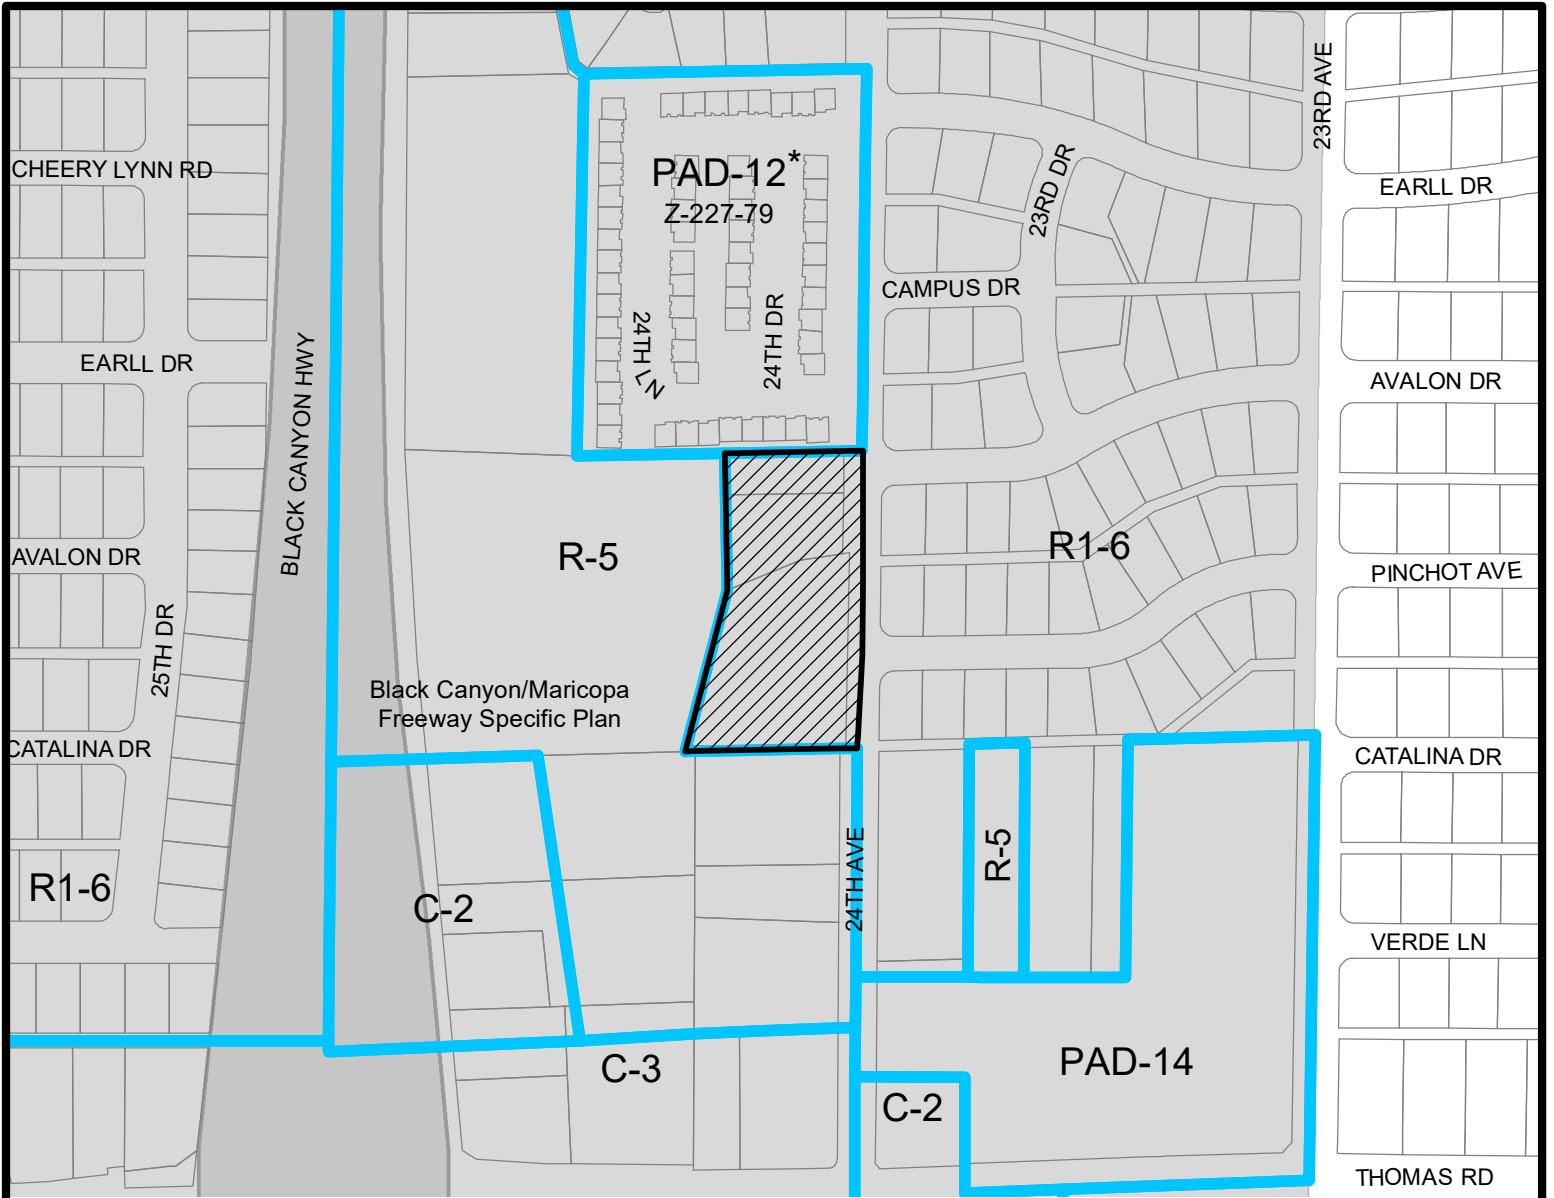 23RD AVE
CHEERY LYNN RD
PAD-12*
Z-227-79
23RD DR
EARLL DR
CAMPUS DR
24TH LN
24TH DR
EARLL DR
BLACK CANYON HWY
AVALON DR
AVALON DR
R-5
R1-6
PINCHOT AVE
25TH DR
Black Canyon/Maricopa
Freeway Specific Plan
CATALINA DR
CATALINA DR
R1-6
C-2
24TH AVE
R-5
VERDE LN
C-3
PAD-14
C-2
THOMAS RD